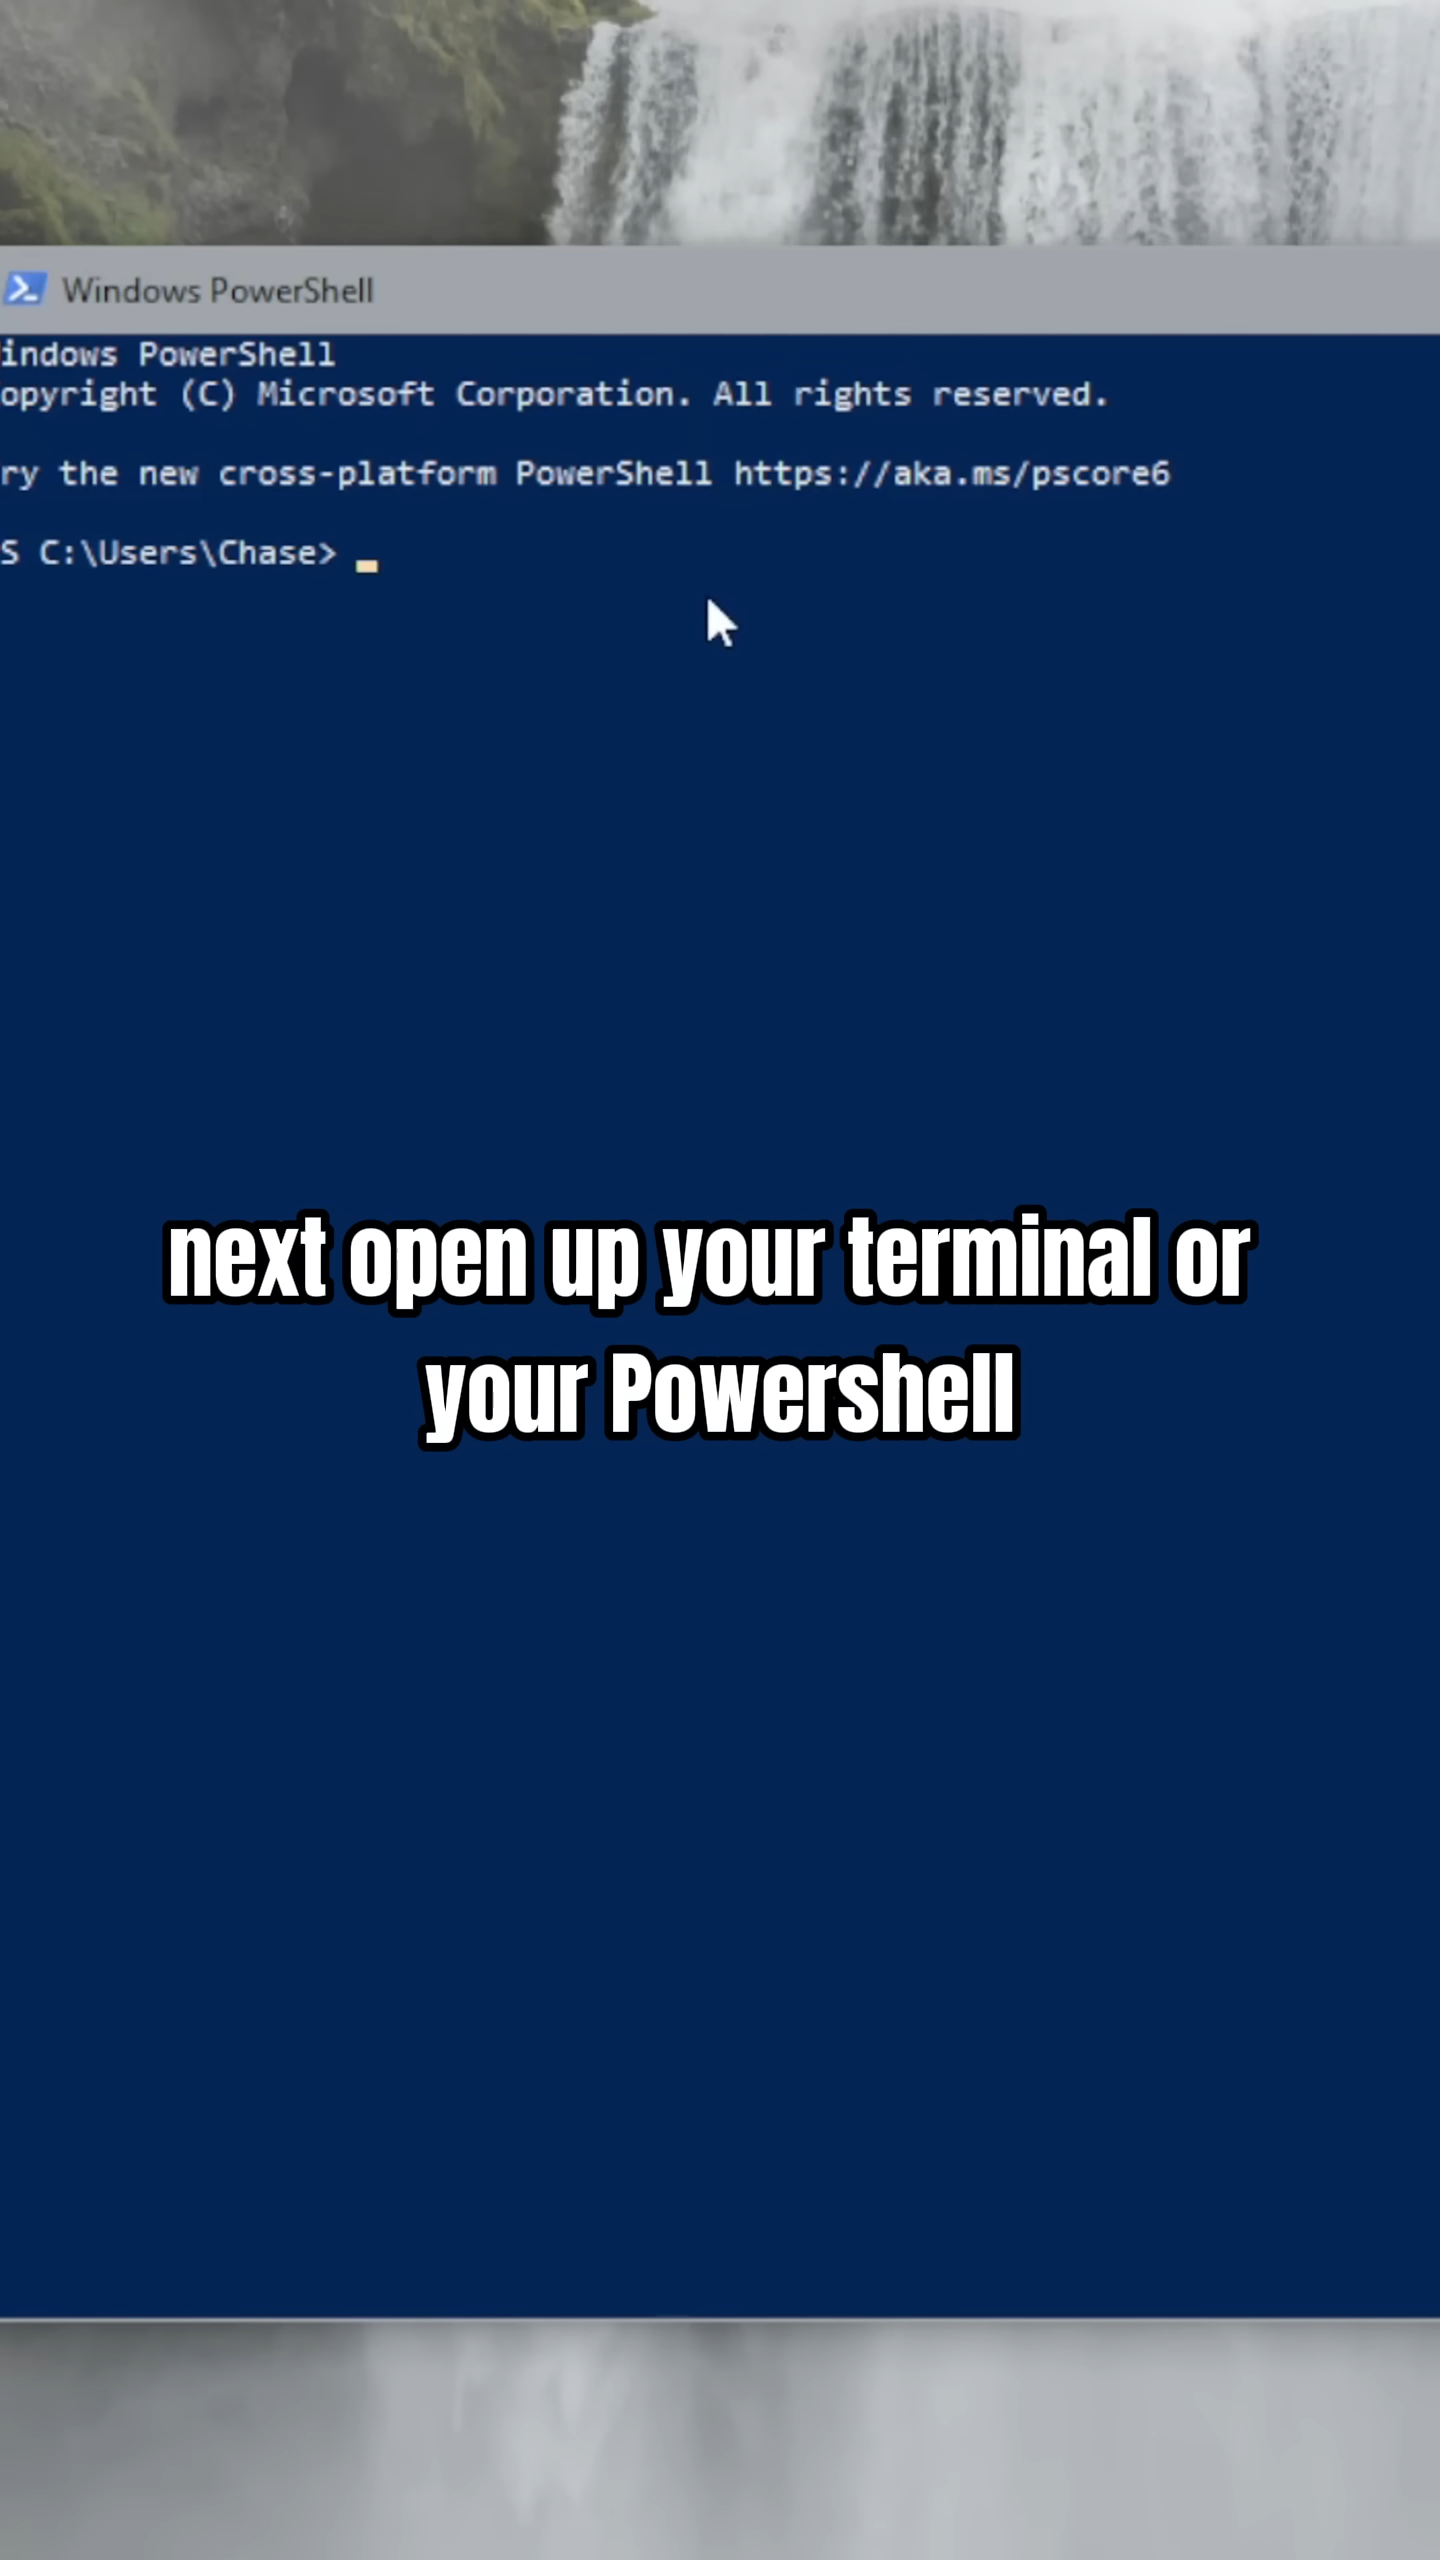 Windows PowerShell
indows PowerShell
opyright (C) Microsoft Corporation. All rights reserved.
ry the new cross-platform PowerShell https://aka.ms/pscore6
S C:\Users\Chase>
next open up your terminal or
your Powershell